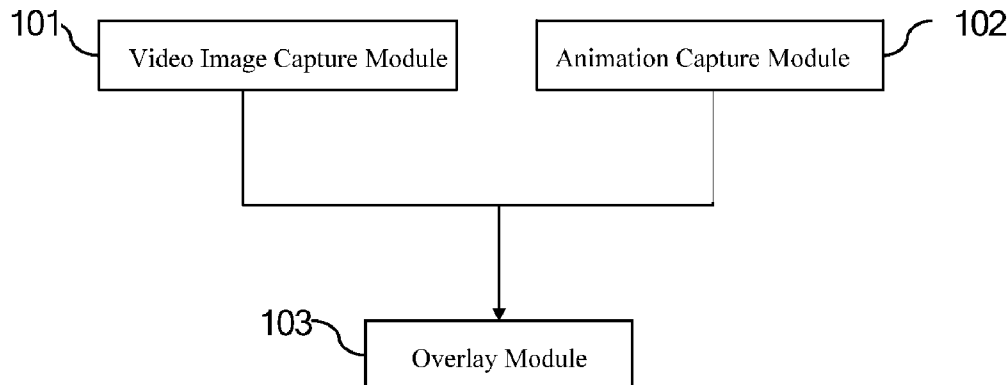 101
Video Image Capture Module
Animation Capture Module
102
103
Overlay Module